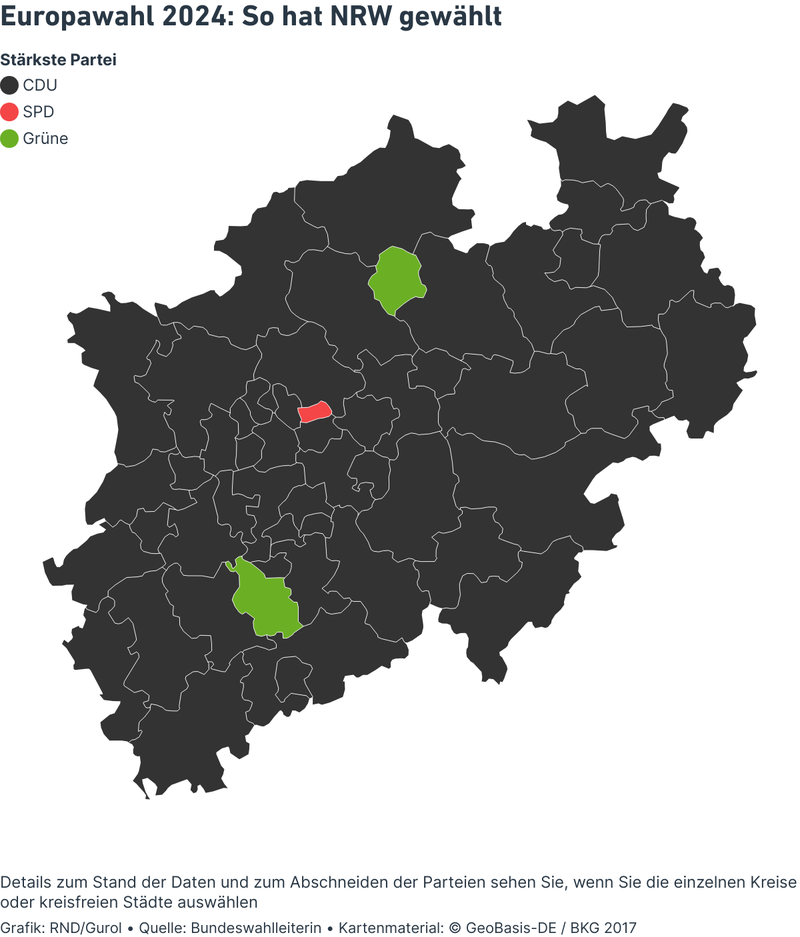 Europawahl 2024: So hat NRW gewählt
Stärkste Partei
CDU
SPD
Grüne
Details zum Stand der Daten und zum Abschneiden der Parteien sehen Sie, wenn Sie die einzelnen Kreise
oder kreisfreien Städte auswählen
Grafik: RND/Gurol • Quelle: Bundeswahlleiterin • Kartenmaterial: © GeoBasis-DE / BKG 2017